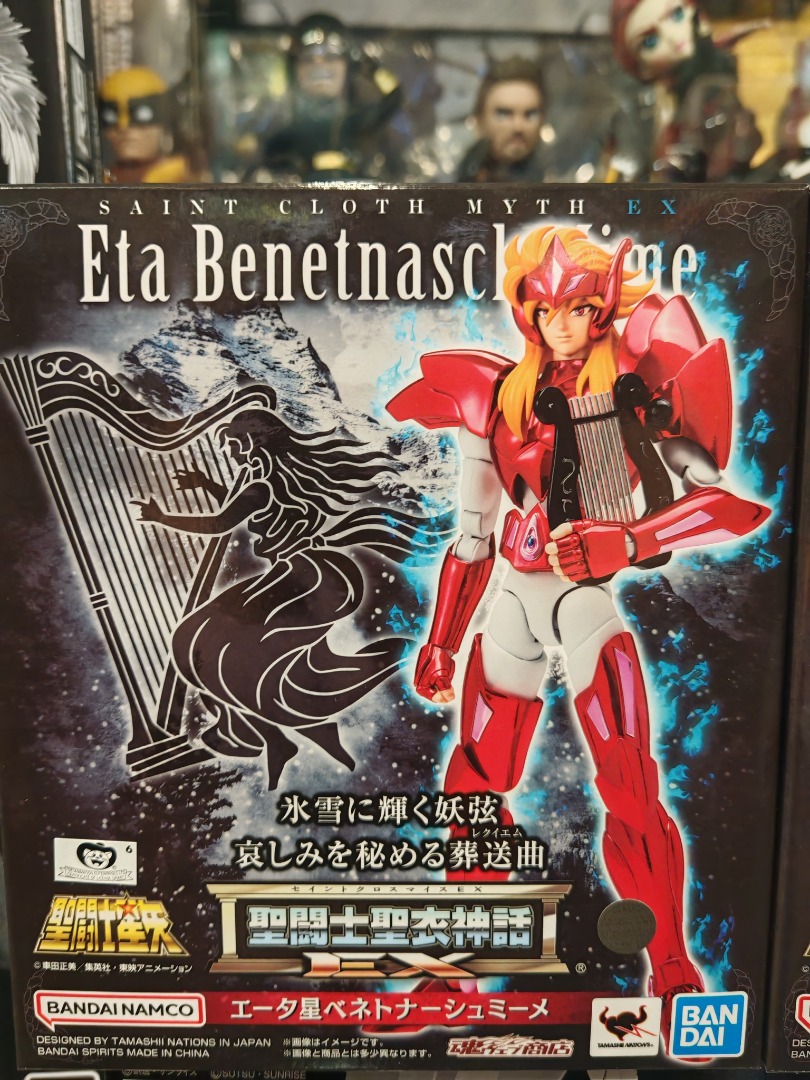 SAINT CLOTH MYTH EX
Eta Benetnasch
氷雪に輝く妖弦
レクイエム
哀しみを秘める葬送曲
セイントクロスマイスEX
聖闘士聖衣神話
EX
®
聖闘士星矢
©車田正美/集英社・東映アニメーション
BANDAI NAMCO
エータ星ベネトナーシュミーメ
DESIGNED BY TAMASHII NATIONS IN JAPAN
BANDAI SPIRITS MADE IN CHINA
※画像はイメージです。
※画像と商品とは多少異なります。
魂ウェブ商店
TAMASHII NATIONS
BAN
DAI
6
SUNRISE